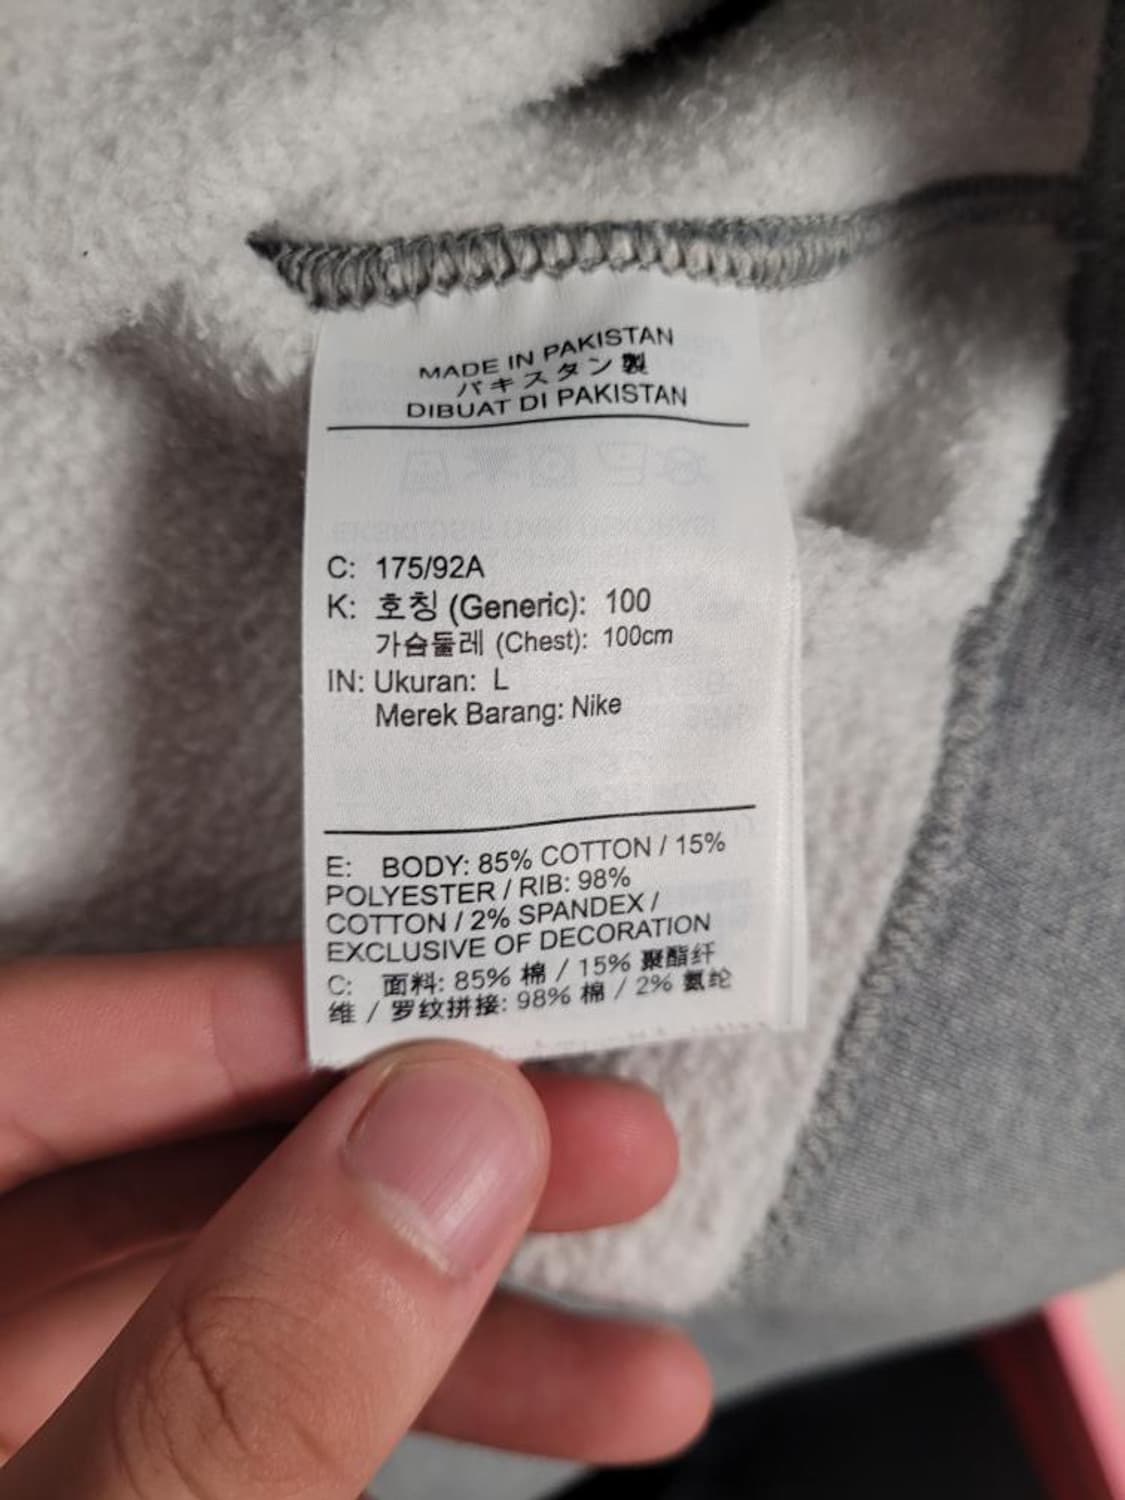 MADE IN PAKISTAN
パキスタン製
DIBUAT DI PAKISTAN
C: 175/92A
K: 호칭 (Generic): 100
가슴둘레 (Chest): 100cm
IN: Ukuran: L
Merek Barang: Nike
E: BODY: 85% COTTON / 15%
POLYESTER / RIB: 98%
COTTON / 2% SPANDEX /
EXCLUSIVE OF DECORATION
C: 面料: 85% 棉 / 15% 聚酯纤
维 / 罗纹拼接: 98% 棉 / 2% 氨纶